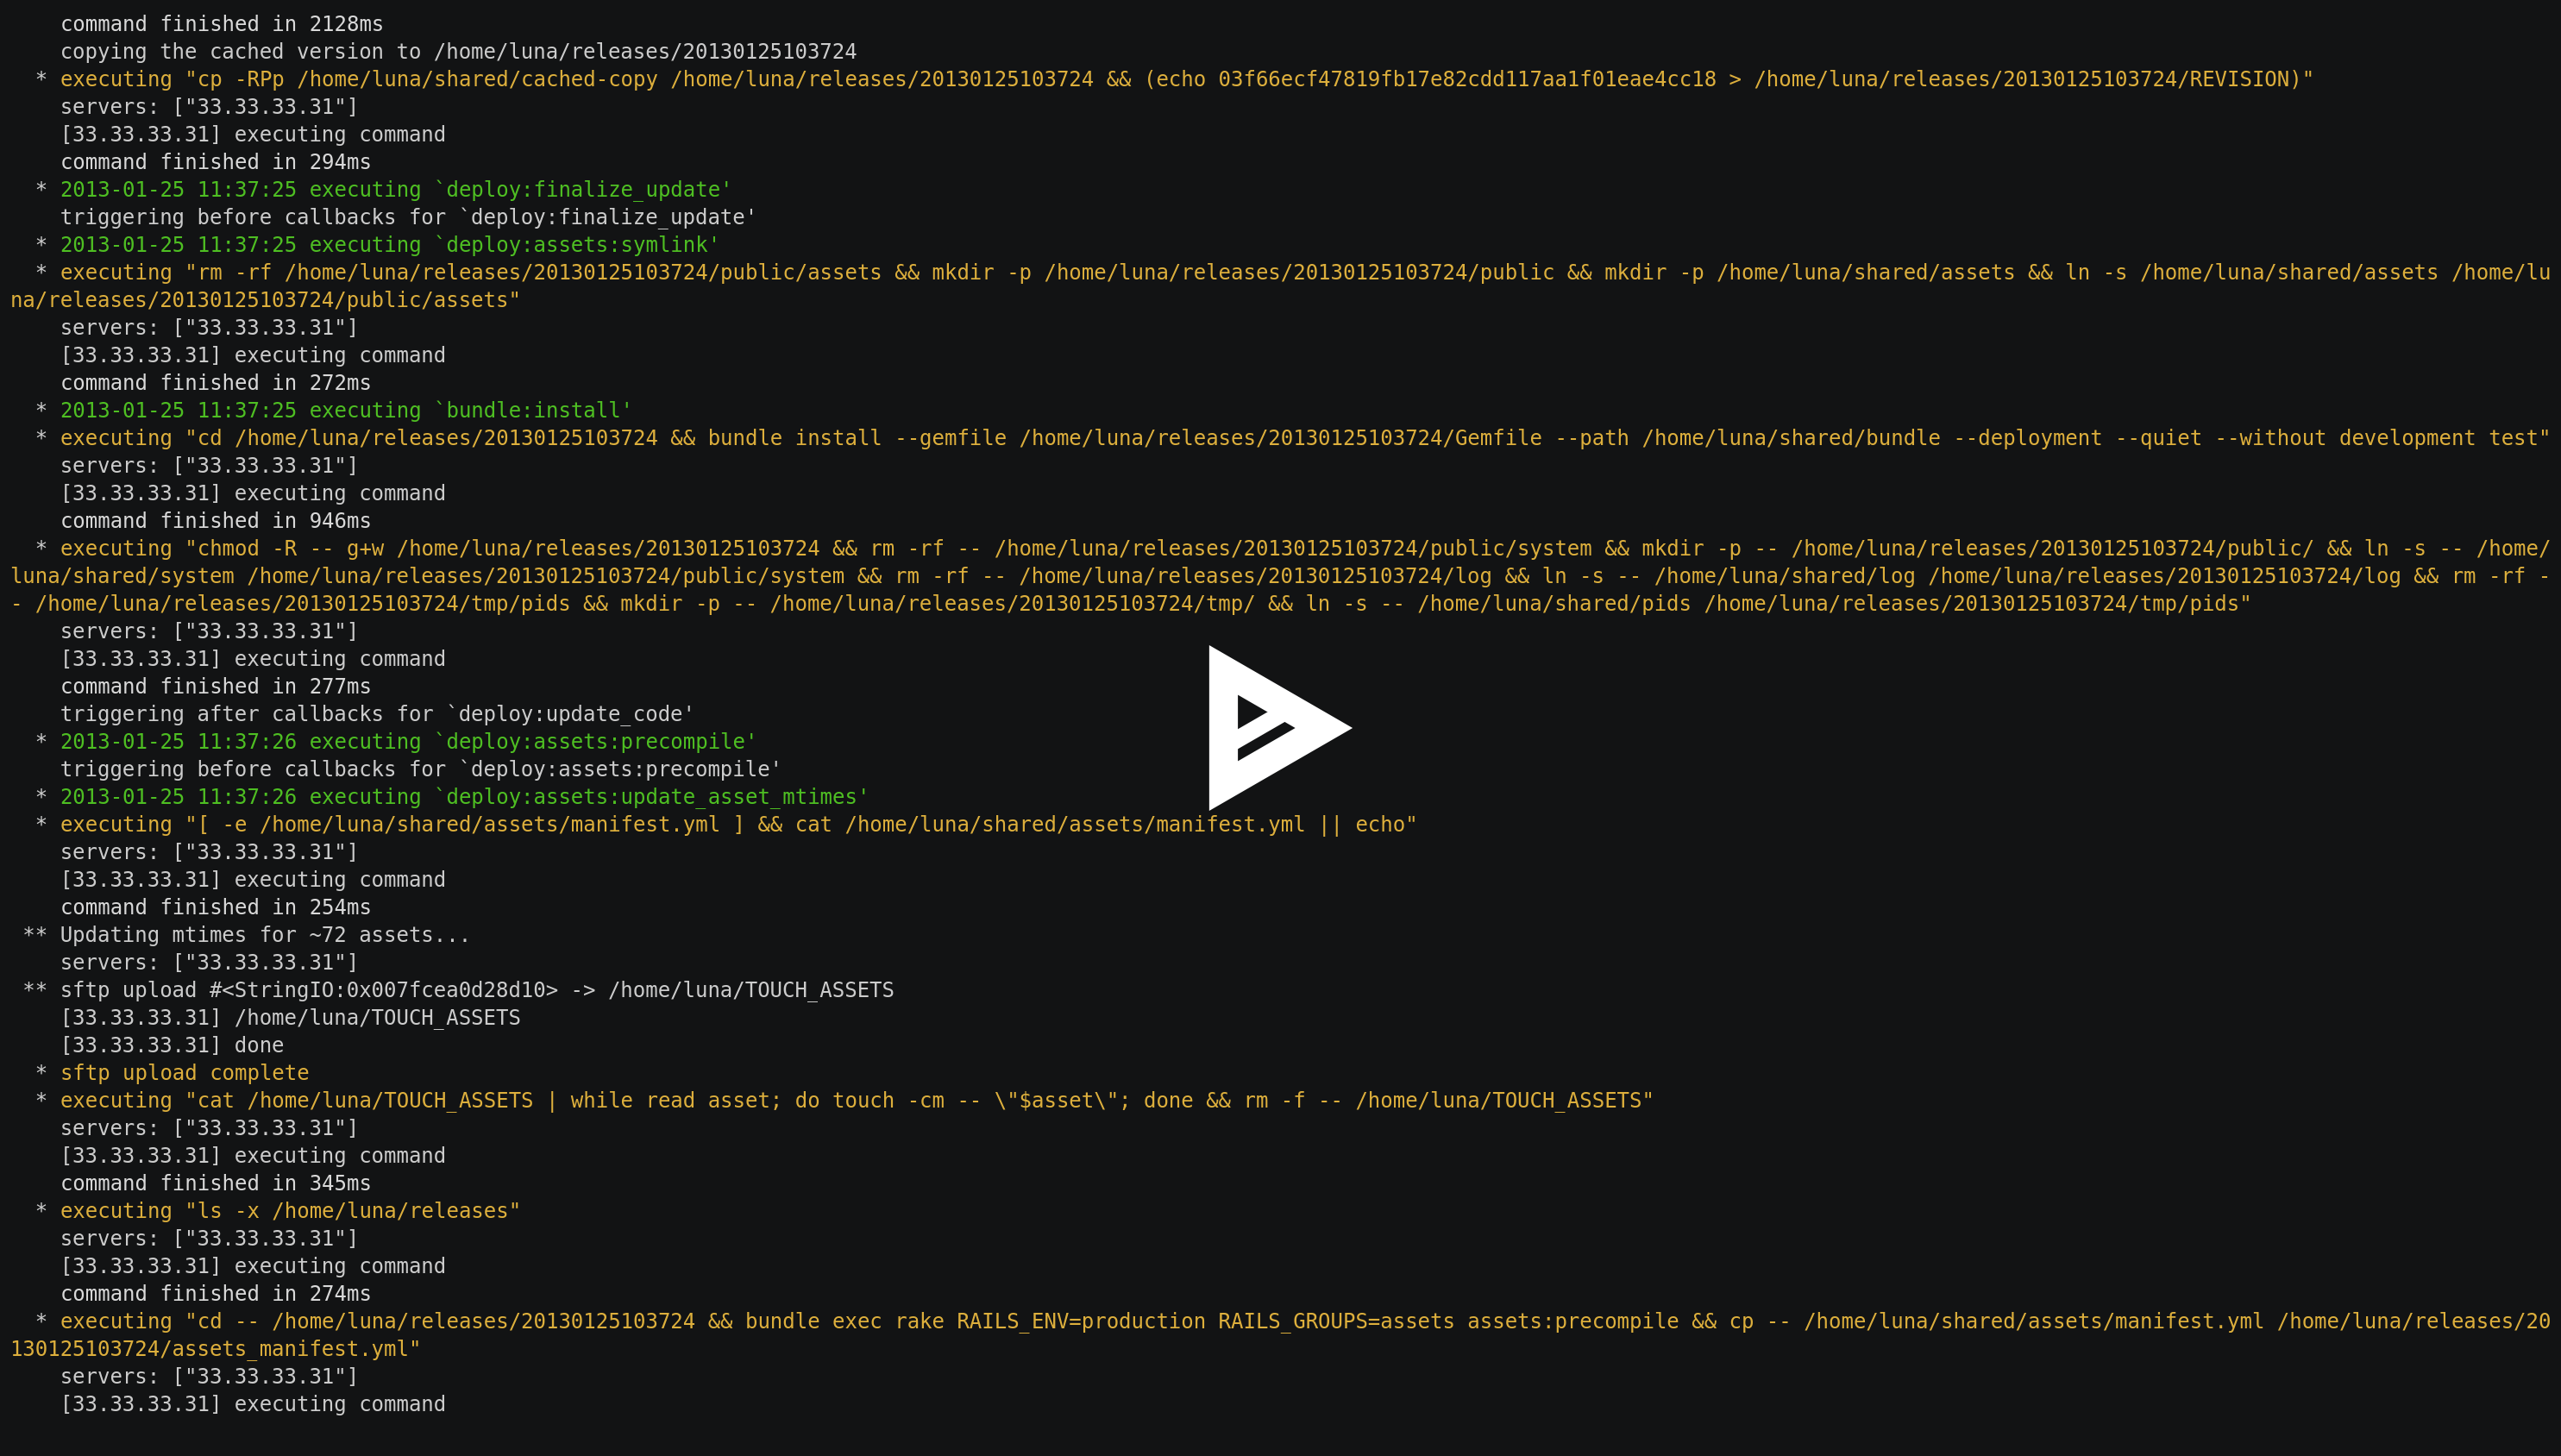 command finished in 2128ms
    copying the cached version to /home/luna/releases/20130125103724
  * executing "cp -RPp /home/luna/shared/cached-copy /home/luna/releases/20130125103724 && (echo 03f66ecf47819fb17e82cdd117aa1f01eae4cc18 > /home/luna/releases/20130125103724/REVISION)"
    servers: ["33.33.33.31"]
    [33.33.33.31] executing command
    command finished in 294ms
  * 2013-01-25 11:37:25 executing `deploy:finalize_update'
    triggering before callbacks for `deploy:finalize_update'
  * 2013-01-25 11:37:25 executing `deploy:assets:symlink'
  * executing "rm -rf /home/luna/releases/20130125103724/public/assets && mkdir -p /home/luna/releases/20130125103724/public && mkdir -p /home/luna/shared/assets && ln -s /home/luna/shared/assets /home/lu
na/releases/20130125103724/public/assets"
    servers: ["33.33.33.31"]
    [33.33.33.31] executing command
    command finished in 272ms
  * 2013-01-25 11:37:25 executing `bundle:install'
  * executing "cd /home/luna/releases/20130125103724 && bundle install --gemfile /home/luna/releases/20130125103724/Gemfile --path /home/luna/shared/bundle --deployment --quiet --without development test"
    servers: ["33.33.33.31"]
    [33.33.33.31] executing command
    command finished in 946ms
  * executing "chmod -R -- g+w /home/luna/releases/20130125103724 && rm -rf -- /home/luna/releases/20130125103724/public/system && mkdir -p -- /home/luna/releases/20130125103724/public/ && ln -s -- /home/
luna/shared/system /home/luna/releases/20130125103724/public/system && rm -rf -- /home/luna/releases/20130125103724/log && ln -s -- /home/luna/shared/log /home/luna/releases/20130125103724/log && rm -rf -
- /home/luna/releases/20130125103724/tmp/pids && mkdir -p -- /home/luna/releases/20130125103724/tmp/ && ln -s -- /home/luna/shared/pids /home/luna/releases/20130125103724/tmp/pids"
    servers: ["33.33.33.31"]
    [33.33.33.31] executing command
    command finished in 277ms
    triggering after callbacks for `deploy:update_code'
  * 2013-01-25 11:37:26 executing `deploy:assets:precompile'
    triggering before callbacks for `deploy:assets:precompile'
  * 2013-01-25 11:37:26 executing `deploy:assets:update_asset_mtimes'
  * executing "[ -e /home/luna/shared/assets/manifest.yml ] && cat /home/luna/shared/assets/manifest.yml || echo"
    servers: ["33.33.33.31"]
    [33.33.33.31] executing command
    command finished in 254ms
 ** Updating mtimes for ~72 assets...
    servers: ["33.33.33.31"]
 ** sftp upload #<StringIO:0x007fcea0d28d10> -> /home/luna/TOUCH_ASSETS
    [33.33.33.31] /home/luna/TOUCH_ASSETS
    [33.33.33.31] done
  * sftp upload complete
  * executing "cat /home/luna/TOUCH_ASSETS | while read asset; do touch -cm -- \"$asset\"; done && rm -f -- /home/luna/TOUCH_ASSETS"
    servers: ["33.33.33.31"]
    [33.33.33.31] executing command
    command finished in 345ms
  * executing "ls -x /home/luna/releases"
    servers: ["33.33.33.31"]
    [33.33.33.31] executing command
    command finished in 274ms
  * executing "cd -- /home/luna/releases/20130125103724 && bundle exec rake RAILS_ENV=production RAILS_GROUPS=assets assets:precompile && cp -- /home/luna/shared/assets/manifest.yml /home/luna/releases/20
130125103724/assets_manifest.yml"
    servers: ["33.33.33.31"]
    [33.33.33.31] executing command